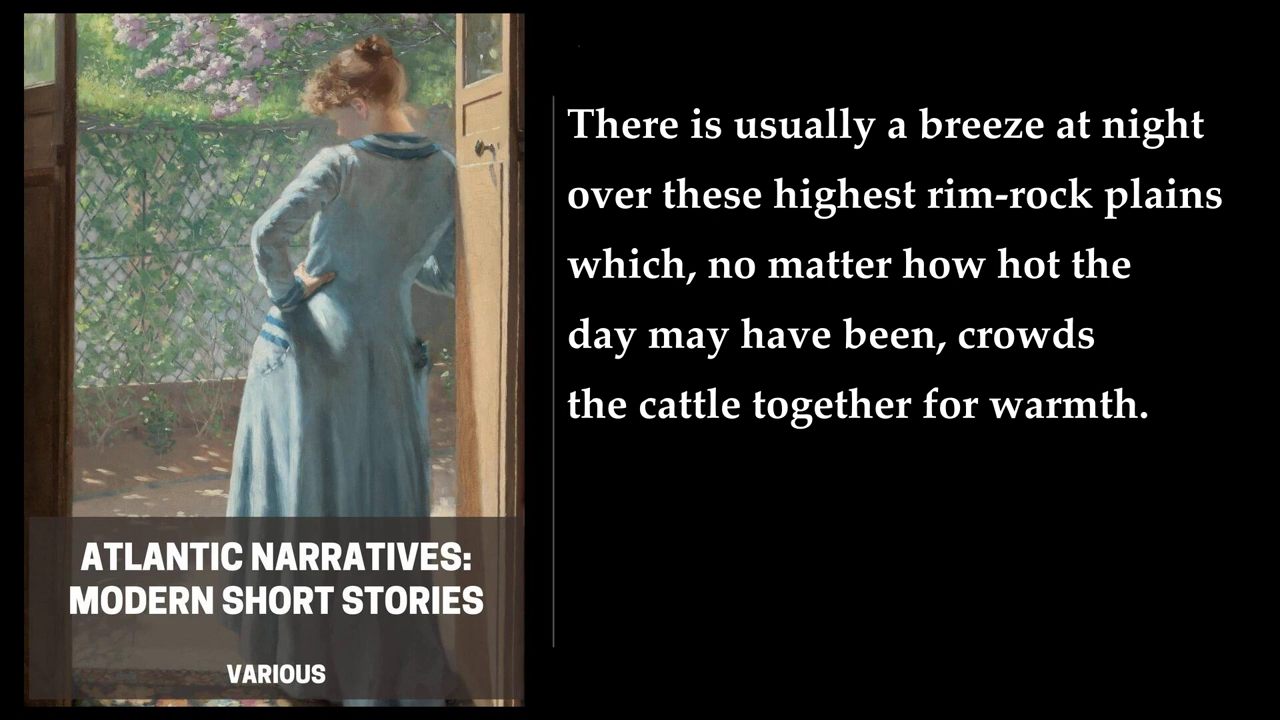 ATLANTIC NARRATIVES:
MODERN SHORT STORIES
VARIOUS
There is usually a breeze at night
over these highest rim-rock plains
which, no matter how hot the
day may have been, crowds
the cattle together for warmth.